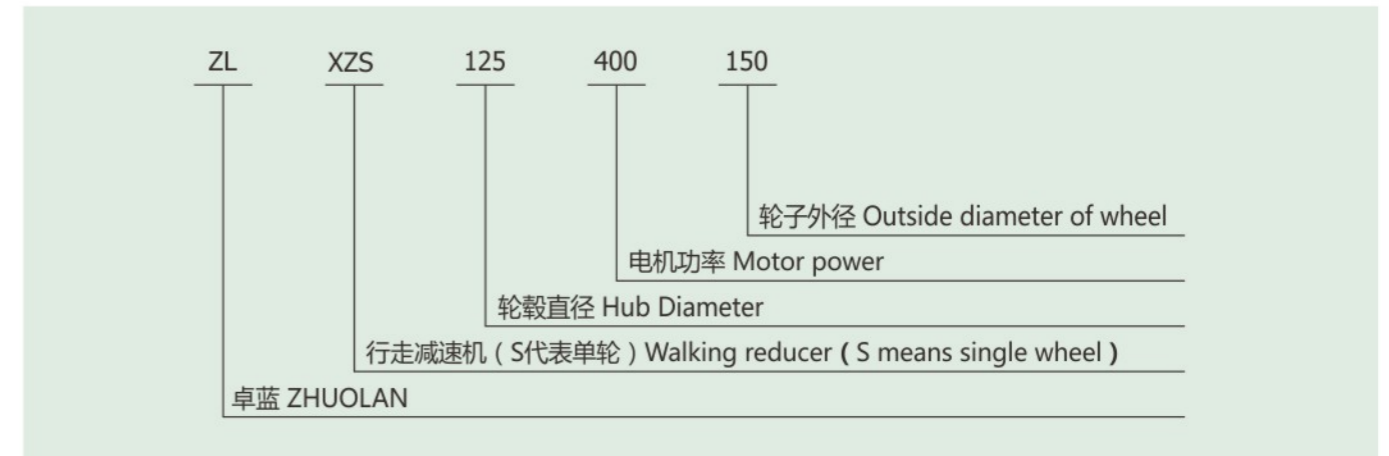 ZL XZS 125 400 150
轮子外径 Outside diameter of wheel
电机功率 Motor power
轮毂直径 Hub Diameter
行走减速机（S代表单轮）Walking reducer ( S means single wheel )
卓蓝 ZHUOLAN